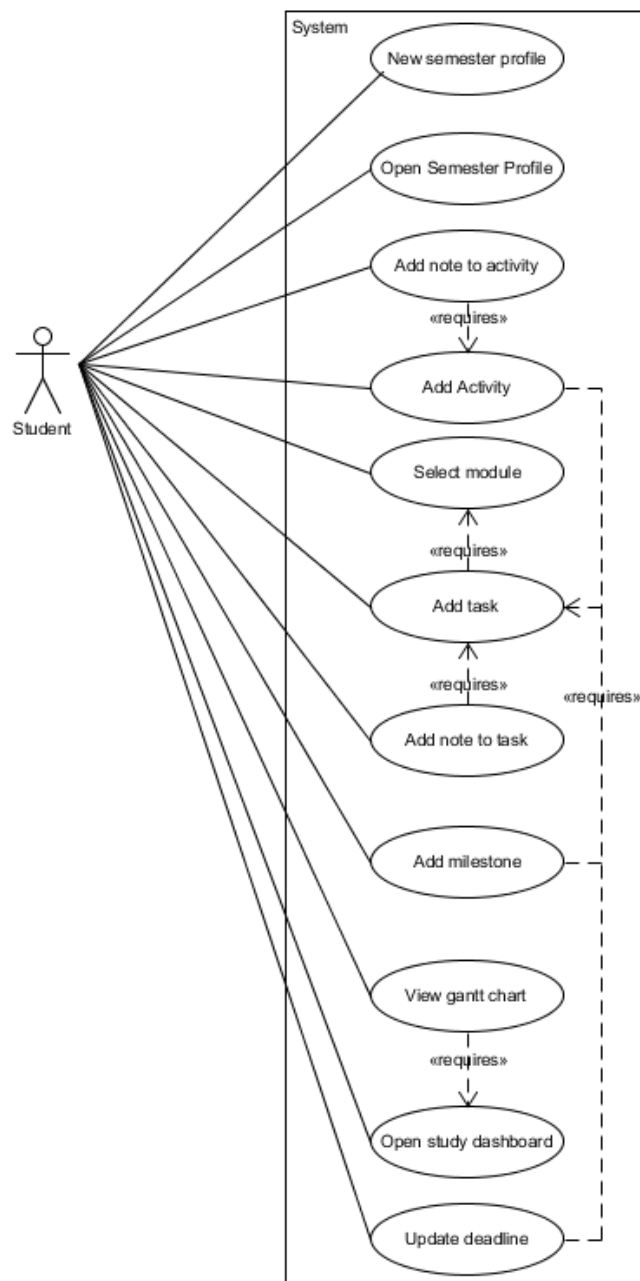 System
New semester profile
Open Semester Profile
Add note to activity
«requires»
Add Activity
Student
Select module
«requires»
Add task
«requires»
«requires»
Add note to task
Add milestone
View gantt chart
«requires»
Open study dashboard
Update deadline